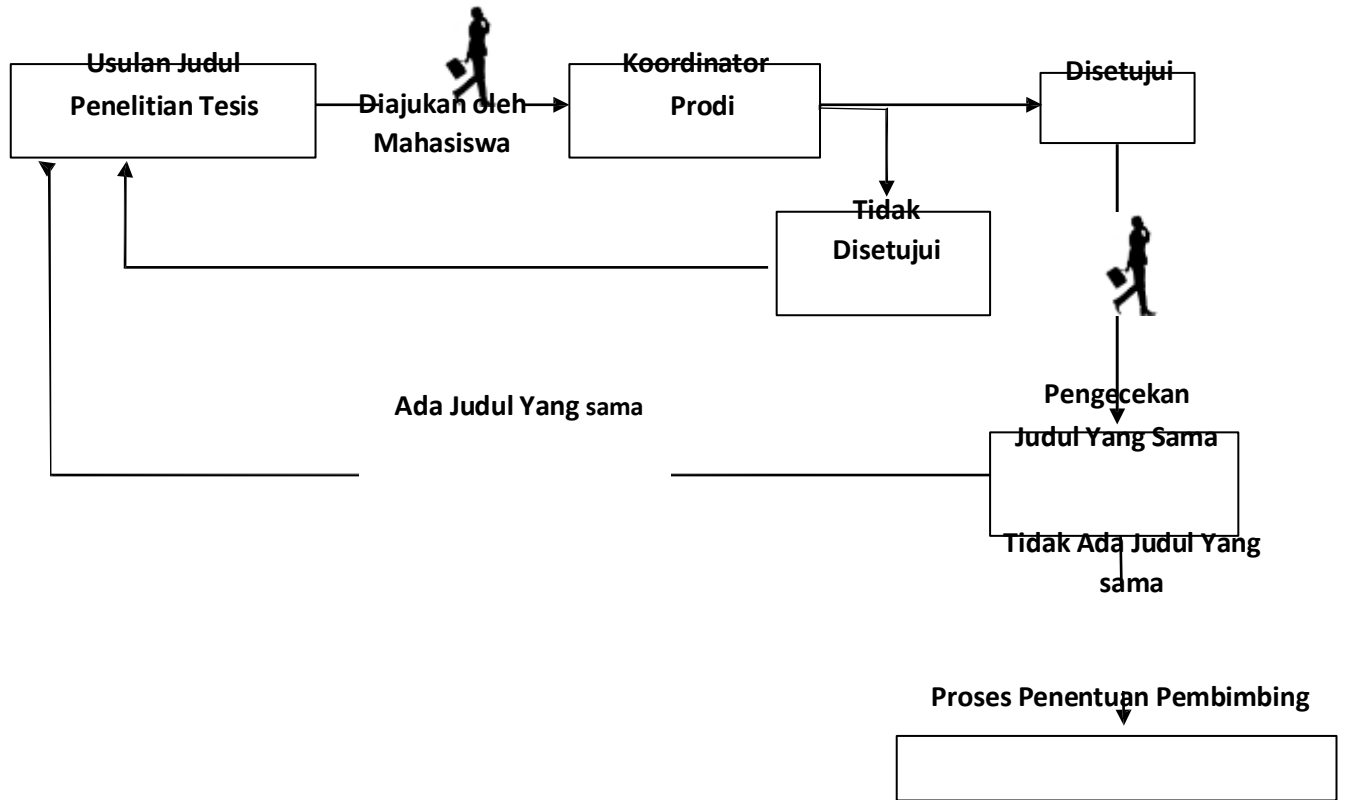 Usulan Judul
Penelitian Tesis
Diajukan oleh
Mahasiswa
Koordinator
Prodi
Disetujui
Tidak
Disetujui
Ada Judul Yang sama
Pengecekan
Judul Yang Sama
Tidak Ada Judul Yang
sama
Proses Penentuan Pembimbing